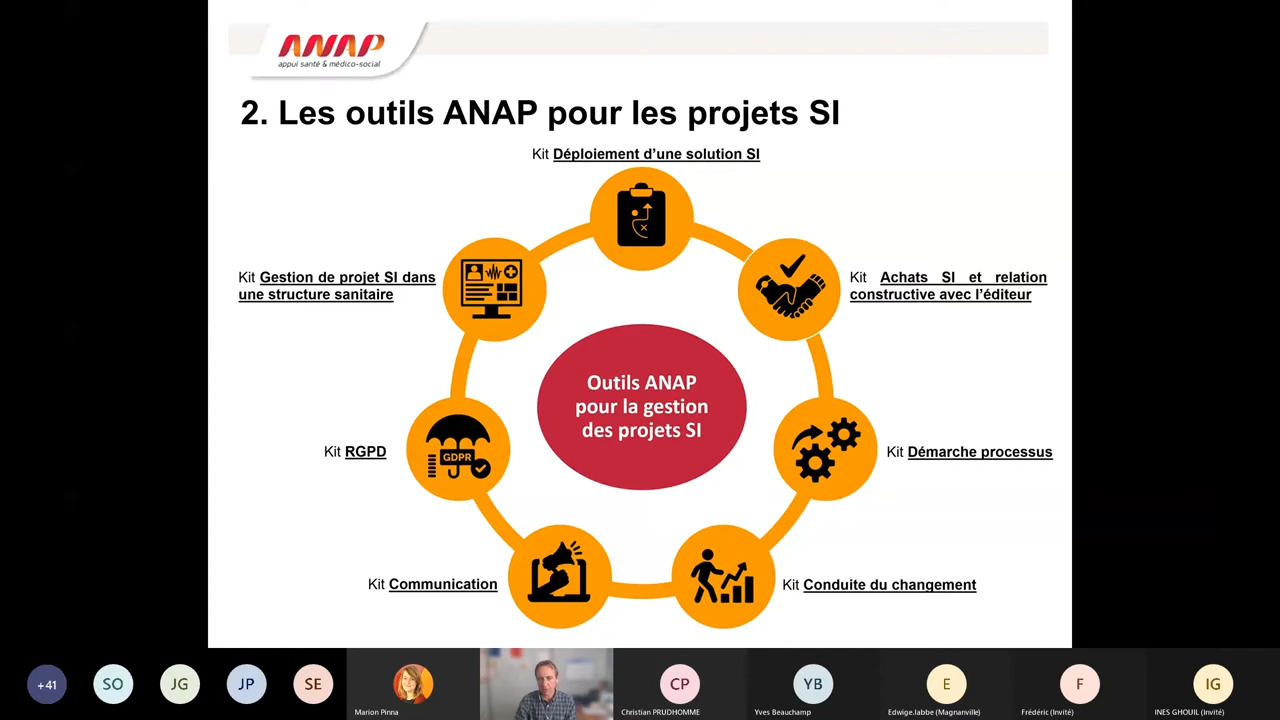 ANAP
appui santé & médico-social
2. Les outils ANAP pour les projets SI
Kit Déploiement d'une solution SI
Kit Gestion de projet SI dans
une structure sanitaire
Kit Achats SI et relation
constructive avec l'éditeur
Outils ANAP
pour la gestion
des projets SI
Kit RGPD
GDPR
Kit Démarche processus
Kit Communication
Kit Conduite du changement
+41
SO
JG
JP
SE
CP
YB
E
F
IG
Marion Pinna
Christian PRUDHOMME
Yves Beauchamp
Edwige.labbe (Magnanville)
Frédéric (Invité)
INES GHOUIL (Invité)